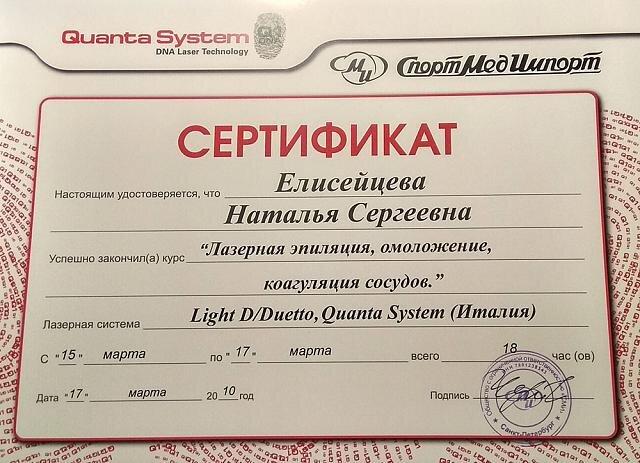 Quanta System
DNA Laser Technology
МИ СпортМедИмпорт
СЕРТИФИКАТ
Настоящим удостоверяется, что Елисейцева
Наталья Сергеевна
Успешно закончил(а) курс "Лазерная эпиляция, омоложение,
коагуляция сосудов."
Лазерная система Light D/Duetto, Quanta System (Италия)
С "15" марта по "17" марта всего 18 час (ов)
Дата "17" марта 2010 год Подпись
Санкт-Петербург